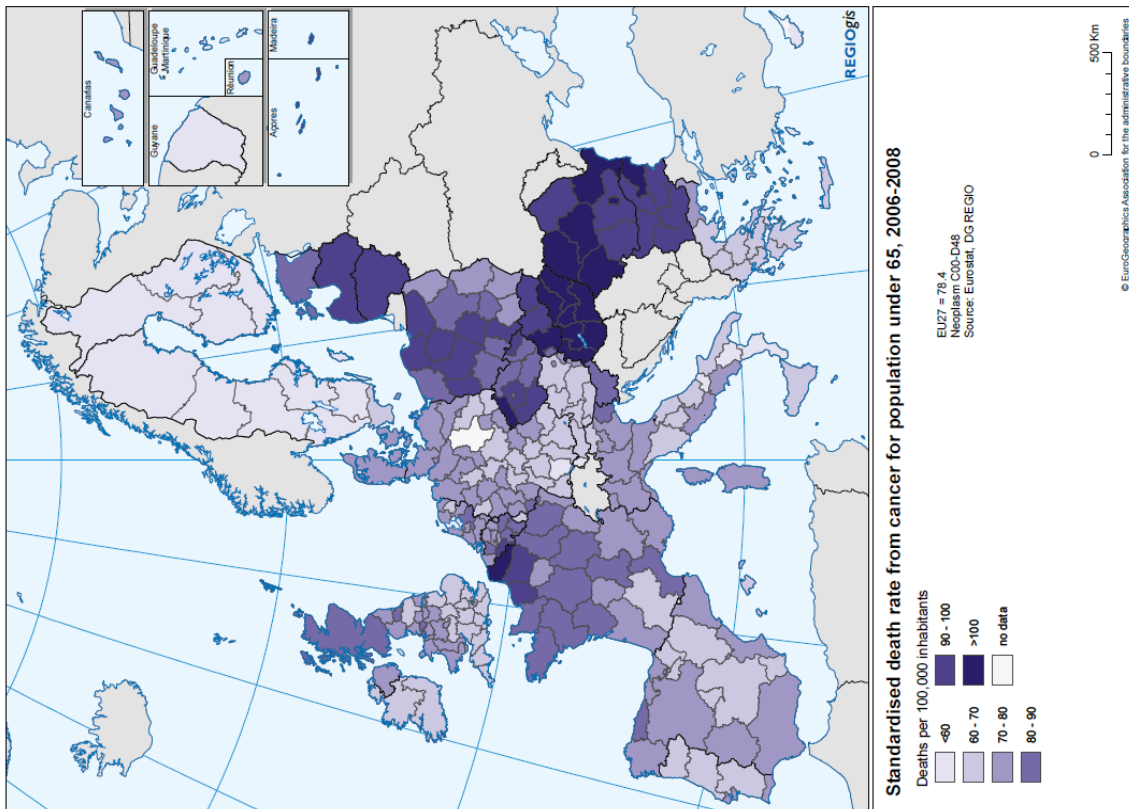 Canarias
Guyane
Guadeloupe
Martinique
Réunion
Açores
Madeira
REGIOgis
Standardised death rate from cancer for population under 65, 2006-2008
Deaths per 100,000 inhabitants
<60
60 - 70
70 - 80
80 - 90
90 - 100
>100
no data
EU27 = 78.4
Neoplasm C00-D048
Source: Eurostat, DG REGIO
0 500 Km
© EuroGeographics Association for the administrative boundaries